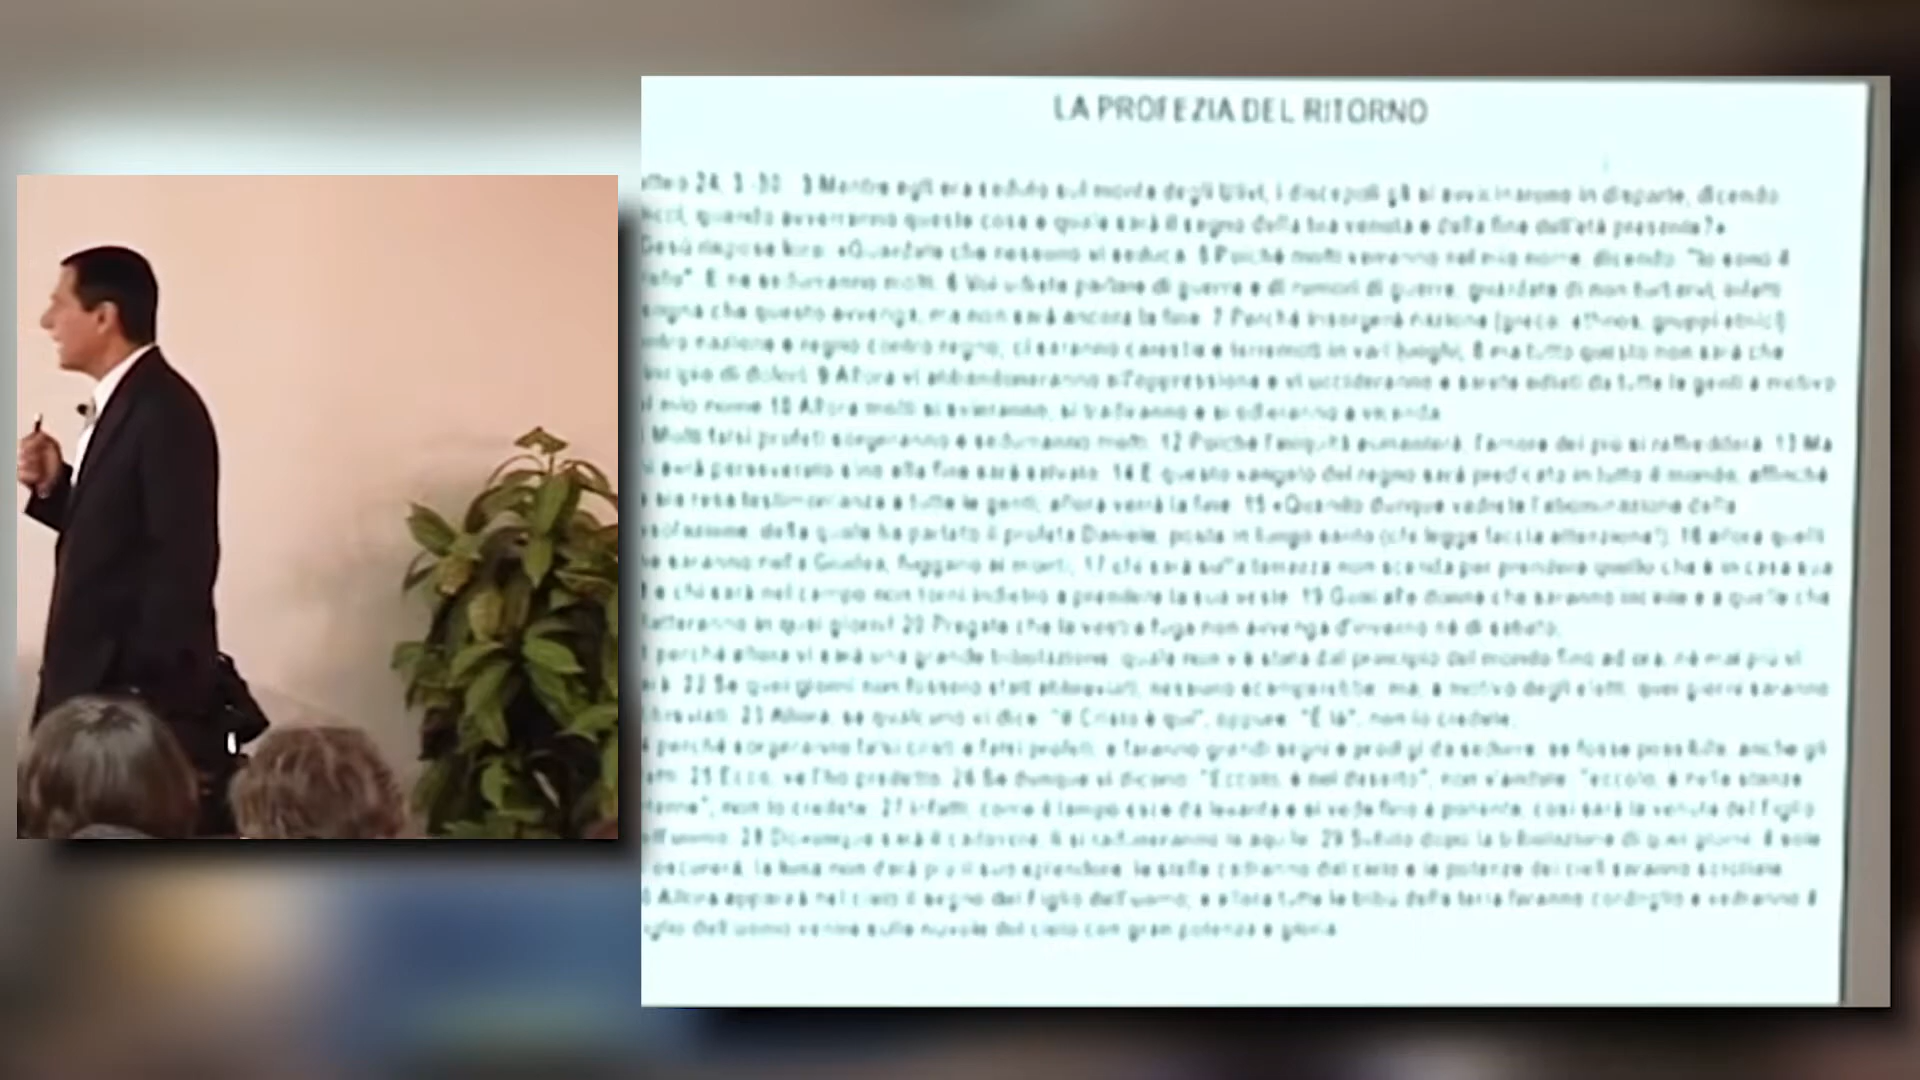 LA PROFEZIA DEL RITORNO
24, 3-30 3 Mentre egli era seduto sul monte degli Ulivi, i discepoli gli si avvicinarono in disparte, dicendo
quando avverranno queste cose e quale sarà il segno della tua venuta e della fine dell'età presente?»
Gesù rispose loro: «Guardate che nessuno vi seduca. 5 Poiché molti verranno nel mio nome, dicendo: "Io sono il
E ne sedurranno molti. 6 Voi udrete parlare di guerre e di rumori di guerre, guardate di non turbarvi, infatti
che questo avvenga, ma non sarà ancora la fine. 7 Perché insorgerà nazione (greco: ethnos, gruppi etnici)
nazione e regno contro regno; ci saranno carestie e terremoti in vari luoghi; 8 ma tutto questo non sarà che
di dolori. 9 Allora vi abbandoneranno all'oppressione e vi uccideranno e sarete odiati da tutte le genti a motivo
mio nome. 10 Allora molti si svieranno, si tradiranno e si odieranno a vicenda.
Molti falsi profeti sorgeranno e sedurranno molti. 12 Poiché l'iniquità aumenterà, l'amore dei più si raffredderà. 13 Ma
avrà perseverato sino alla fine sarà salvato. 14 E questo vangelo del regno sarà predicato in tutto il mondo, affinché
sia resa testimonianza a tutte le genti; allora verrà la fine. 15 «Quando dunque vedrete l'abominazione della
della quale ha parlato il profeta Daniele, posta in luogo santo (chi legge faccia attenzione!), 16 allora quelli
saranno nella Giudea, fuggano ai monti; 17 chi sarà sulla terrazza non scenda per prendere quello che è in casa sua
e chi sarà nel campo non torni indietro a prendere la sua veste. 19 Guai alle donne che saranno incinte e a quelle che
allatteranno in quei giorni! 20 Pregate che la vostra fuga non avvenga d'inverno né di sabato;
perché allora vi sarà una grande tribolazione, quale non v'è stata dal principio del mondo fino ad ora, né mai più vi
22 Se quei giorni non fossero stati abbreviati, nessuno scamperebbe; ma, a motivo degli eletti, quei giorni saranno
23 Allora, se qualcuno vi dice: "Il Cristo è qui", oppure: "È là", non lo credete;
perché sorgeranno falsi cristi e falsi profeti, e faranno grandi segni e prodigi da sedurre, se fosse possibile, anche gli
25 Ecco, ve l'ho predetto. 26 Se dunque vi dicono: "Eccolo, è nel deserto", non v'andate; "eccolo, è nelle stanze
non lo credete; 27 infatti, come il lampo esce da levante e si vede fino a ponente, così sarà la venuta del Figlio
dell'uomo. 28 Dovunque sarà il cadavere, lì si raduneranno le aquile. 29 Subito dopo la tribolazione di quei giorni, il sole
oscurerà, la luna non darà più il suo splendore, le stelle cadranno dal cielo e le potenze dei cieli saranno scrollate.
Allora apparirà nel cielo il segno del Figlio dell'uomo; e allora tutte le tribù della terra faranno cordoglio e vedranno il
Figlio dell'uomo venire sulle nuvole del cielo con gran potenza e gloria.